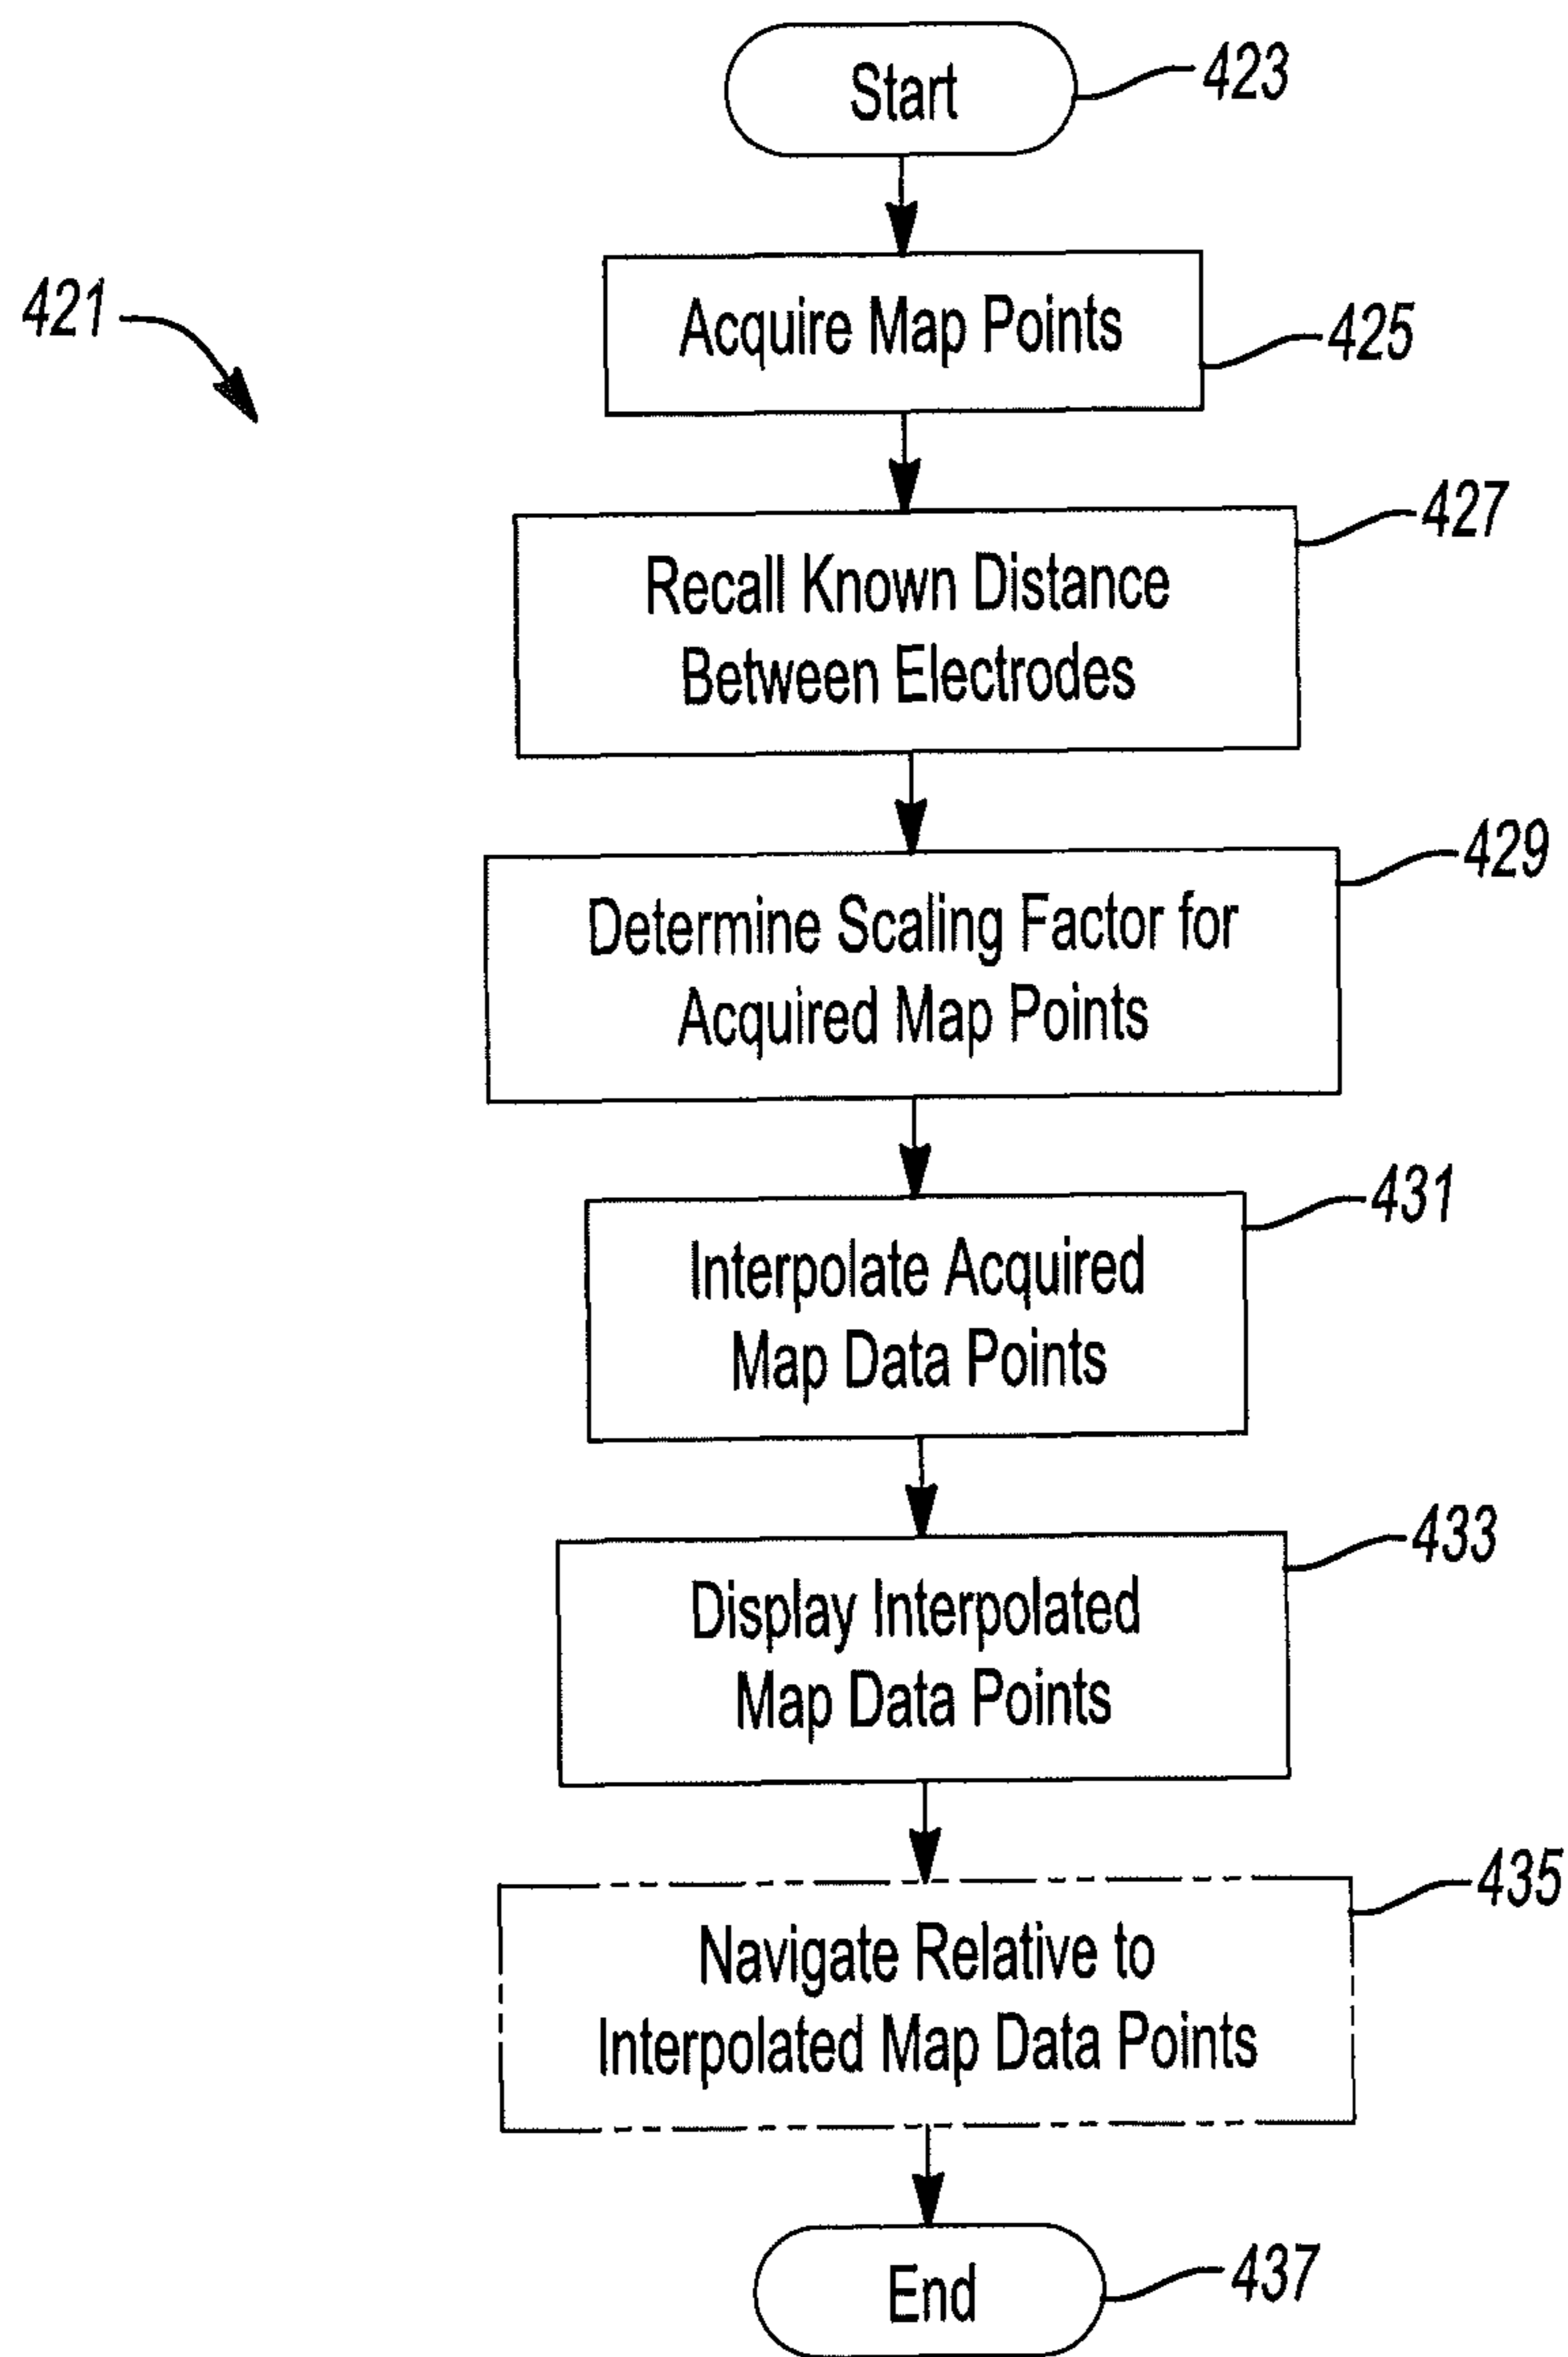 Start
423
421
Acquire Map Points
425
427
Recall Known Distance
Between Electrodes
429
Determine Scaling Factor for
Acquired Map Points
431
Interpolate Acquired
Map Data Points
433
Display Interpolated
Map Data Points
435
Navigate Relative to
Interpolated Map Data Points
End
437